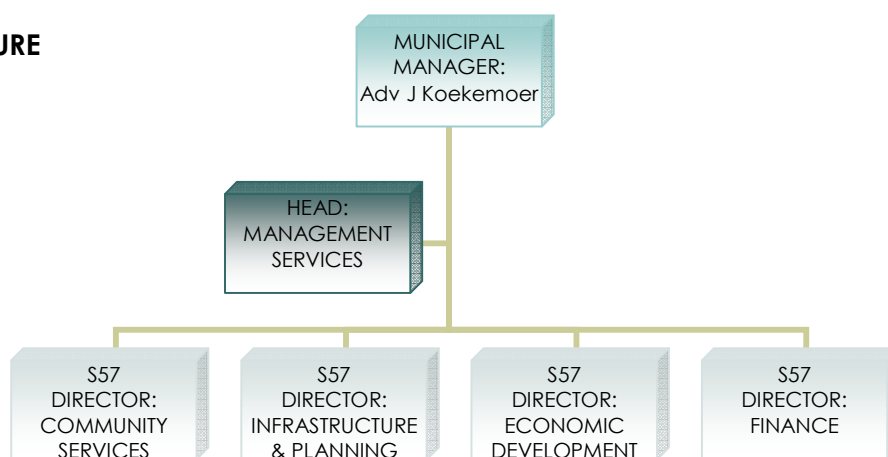 URE
MUNICIPAL
MANAGER:
Adv J Koekemoer
HEAD:
MANAGEMENT
SERVICES
S57
DIRECTOR:
COMMUNITY
SERVICES
S57
DIRECTOR:
INFRASTRUCTURE
& PLANNING
S57
DIRECTOR:
ECONOMIC
DEVELOPMENT
S57
DIRECTOR:
FINANCE